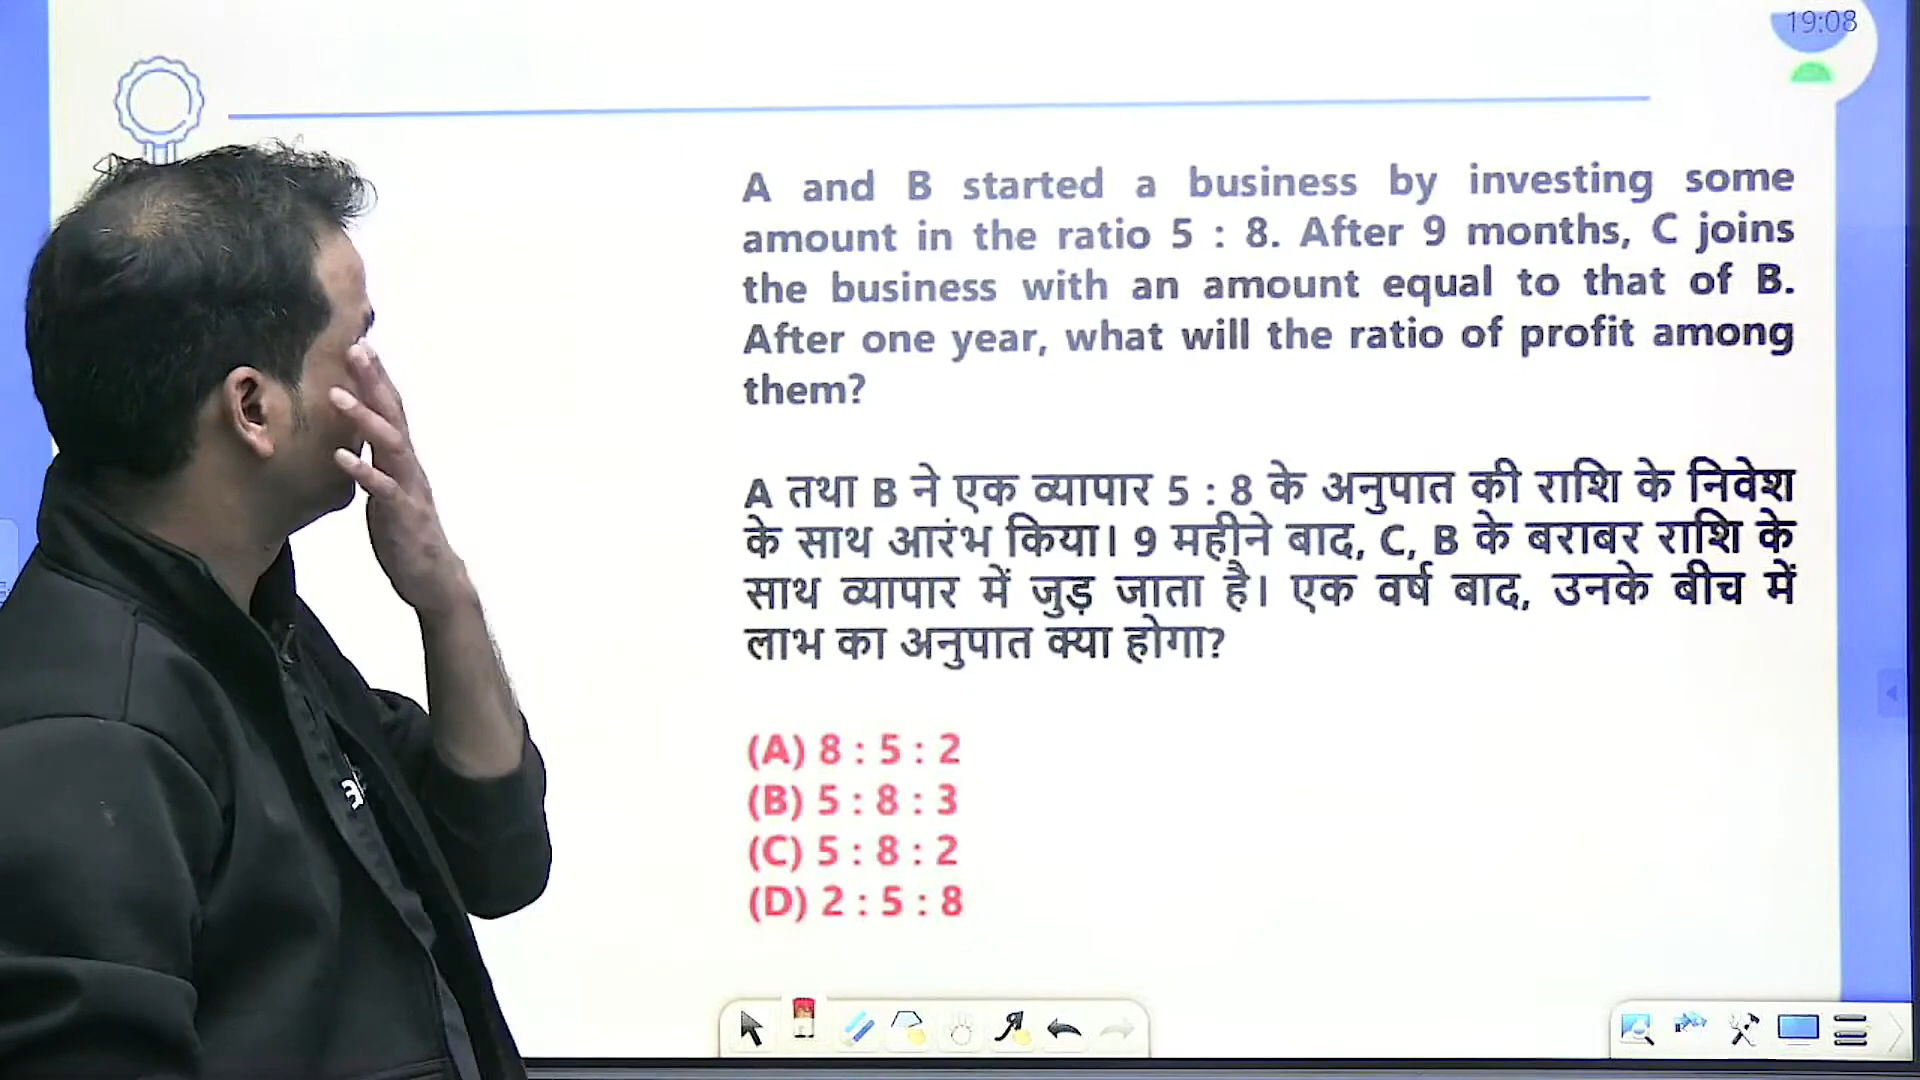 19:08
A and B started a business by investing some
amount in the ratio 5 : 8. After 9 months, C joins
the business with an amount equal to that of B.
After one year, what will the ratio of profit among
them?
A तथा B ने एक व्यापार 5 : 8 के अनुपात की राशि के निवेश
के साथ आरंभ किया। 9 महीने बाद, C, B के बराबर राशि के
साथ व्यापार में जुड़ जाता है। एक वर्ष बाद, उनके बीच में
लाभ का अनुपात क्या होगा?
(A) 8 : 5 : 2
(B) 5 : 8 : 3
(C) 5 : 8 : 2
(D) 2 : 5 : 8